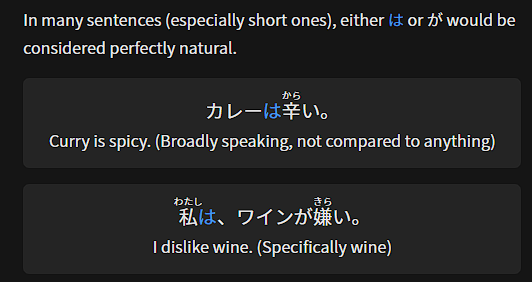 In many sentences (especially short ones), either は or が would be
considered perfectly natural.
から
カレーは辛い。
Curry is spicy. (Broadly speaking, not compared to anything)
わたし きら
私は、ワインが嫌い。
I dislike wine. (Specifically wine)